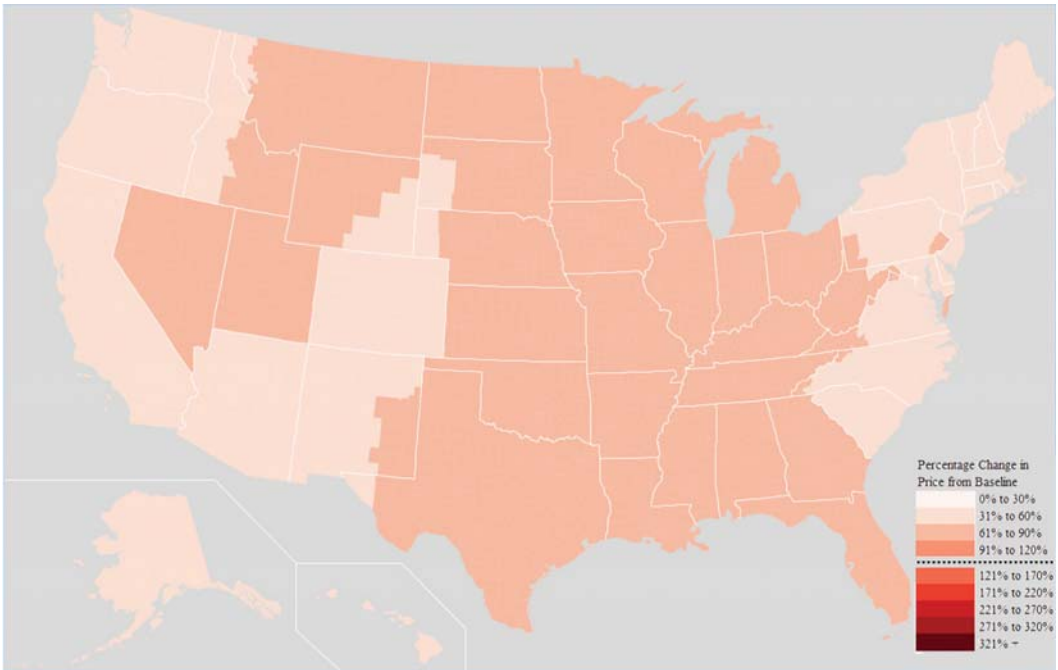 Percentage Change in
Price from Baseline
0% to 30%
31% to 60%
61% to 90%
91% to 120%
121% to 170%
171% to 220%
221% to 270%
271% to 320%
321% +